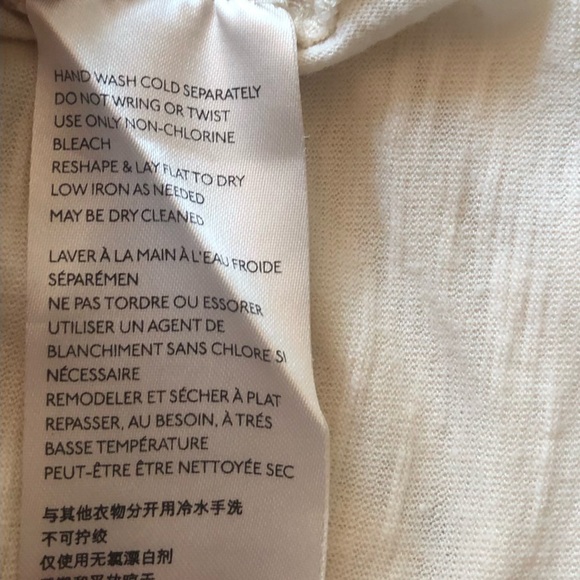 HAND WASH COLD SEPARATELY
DO NOT WRING OR TWIST
USE ONLY NON-CHLORINE
BLEACH
RESHAPE & LAY FLAT TO DRY
LOW IRON AS NEEDED
MAY BE DRY CLEANED
LAVER À LA MAIN À L'EAU FROIDE
SÉPARÉMEN
NE PAS TORDRE OU ESSORER
UTILISER UN AGENT DE
BLANCHIMENT SANS CHLORE SI
NÉCESSAIRE
REMODELER ET SÉCHER À PLAT
REPASSER, AU BESOIN, À TRÉS
BASSE TEMPÉRATURE
PEUT-ÊTRE ÊTRE NETTOYÉE SEC
与其他衣物分开用冷水手洗
不可拧绞
仅使用无氯漂白剂